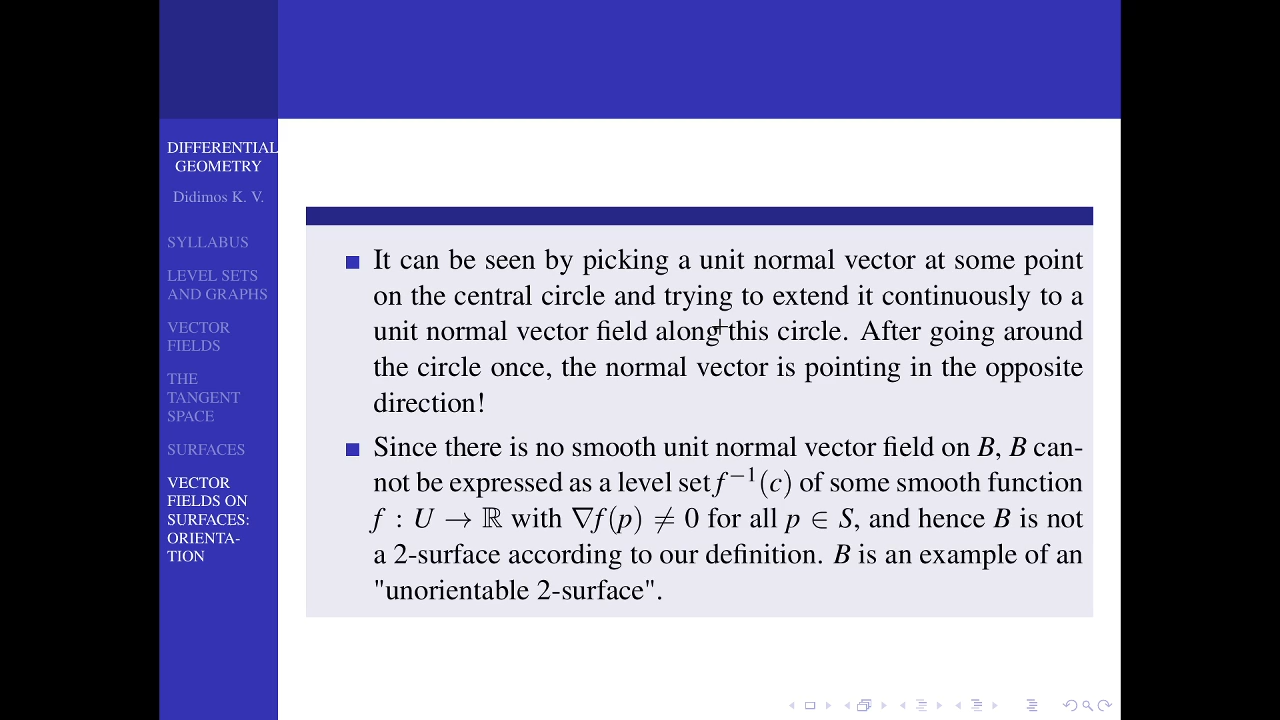 DIFFERENTIAL
GEOMETRY
Didimos K. V.
SYLLABUS
LEVEL SETS
AND GRAPHS
VECTOR
FIELDS
THE
TANGENT
SPACE
SURFACES
VECTOR
FIELDS ON
SURFACES:
ORIENTA-
TION
It can be seen by picking a unit normal vector at some point
on the central circle and trying to extend it continuously to a
unit normal vector field along this circle. After going around
the circle once, the normal vector is pointing in the opposite
direction!
Since there is no smooth unit normal vector field on B, B can-
not be expressed as a level set f⁻¹(c) of some smooth function
f : U → ℝ with ∇f(p) ≠ 0 for all p ∈ S, and hence B is not
a 2-surface according to our definition. B is an example of an
"unorientable 2-surface".